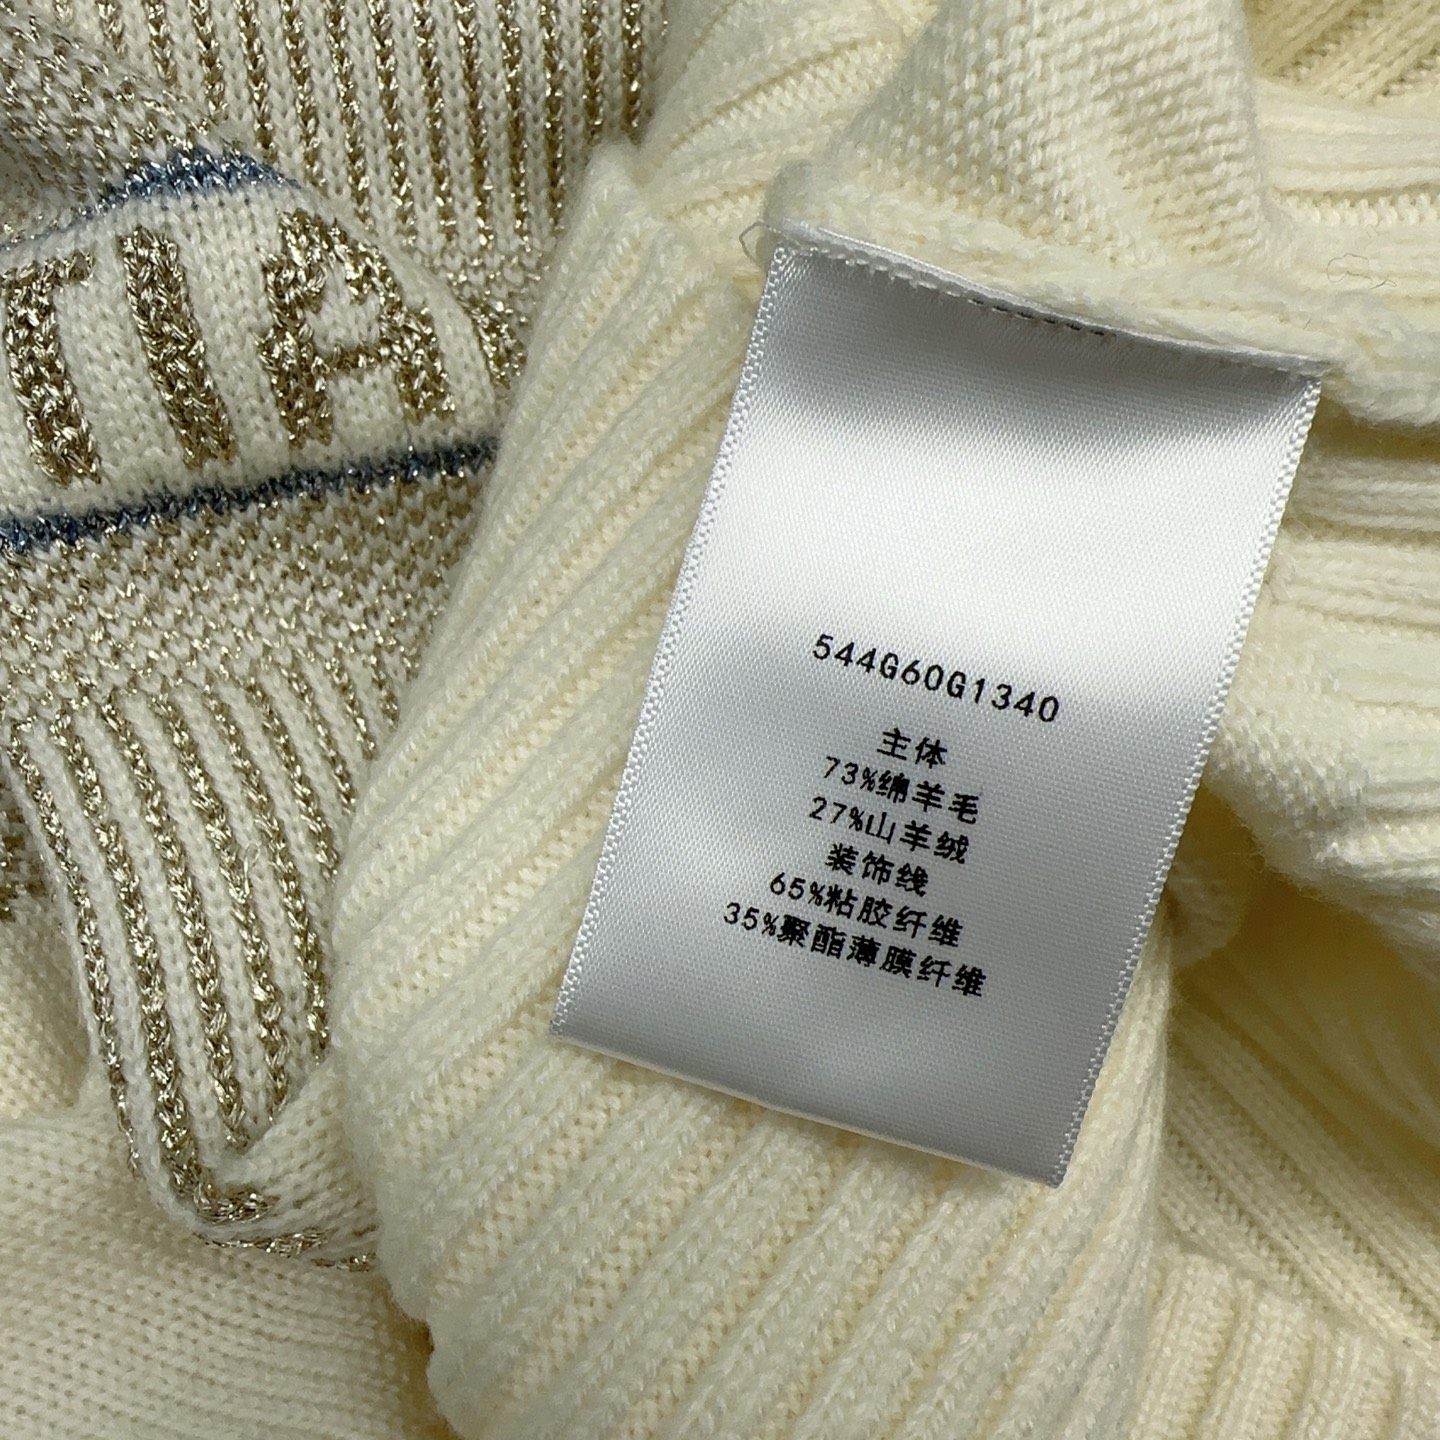 TIA
544G60G1340
主体
73%绵羊毛
27%山羊绒
装饰线
65%粘胶纤维
35%聚酯薄膜纤维